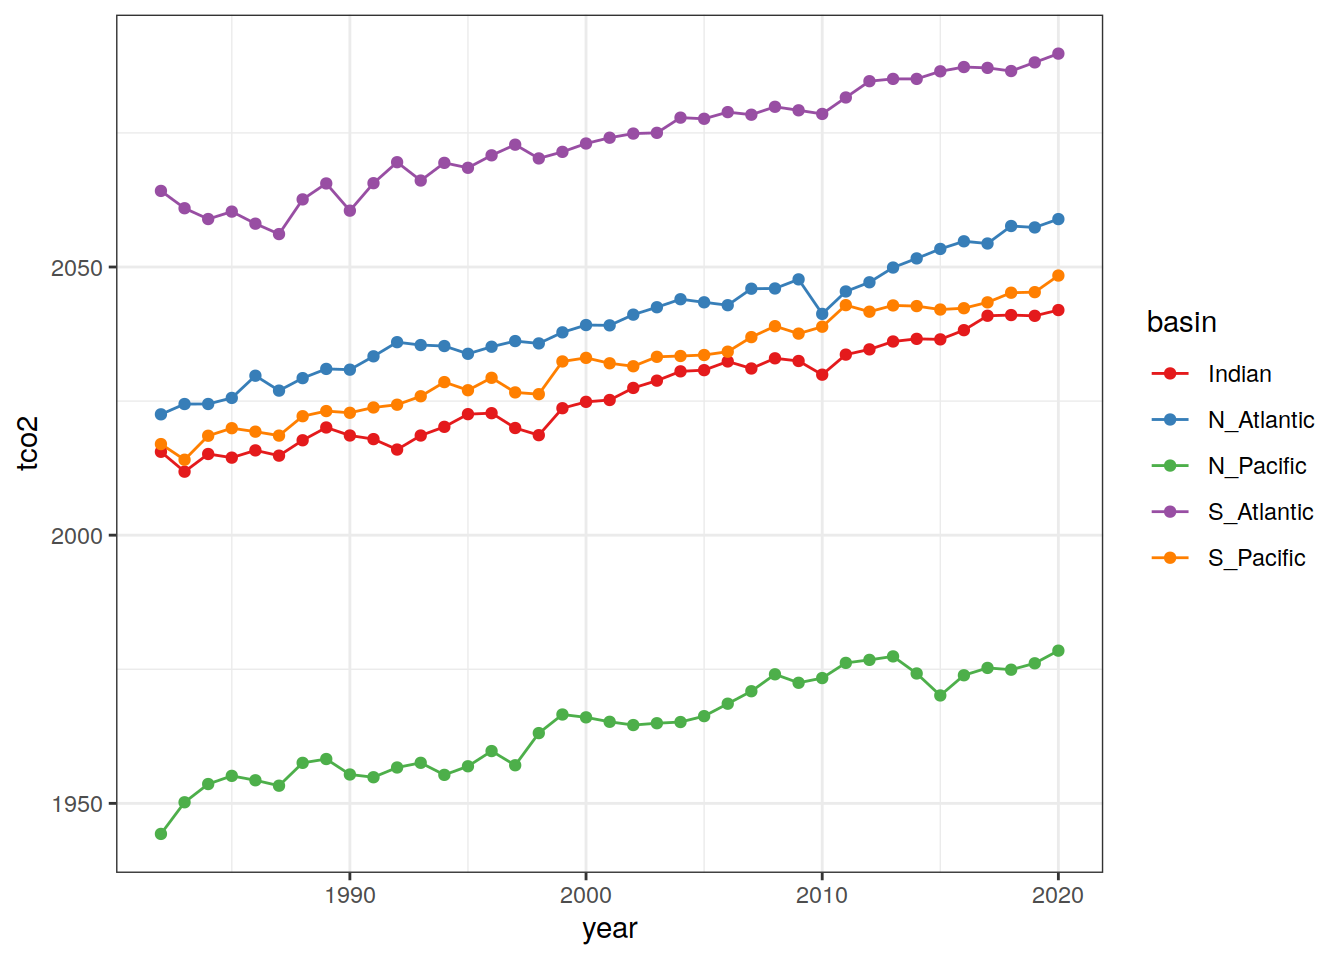 tco2
2050
2000
1950
1990
2000
2010
2020
year
basin
Indian
N_Atlantic
N_Pacific
S_Atlantic
S_Pacific